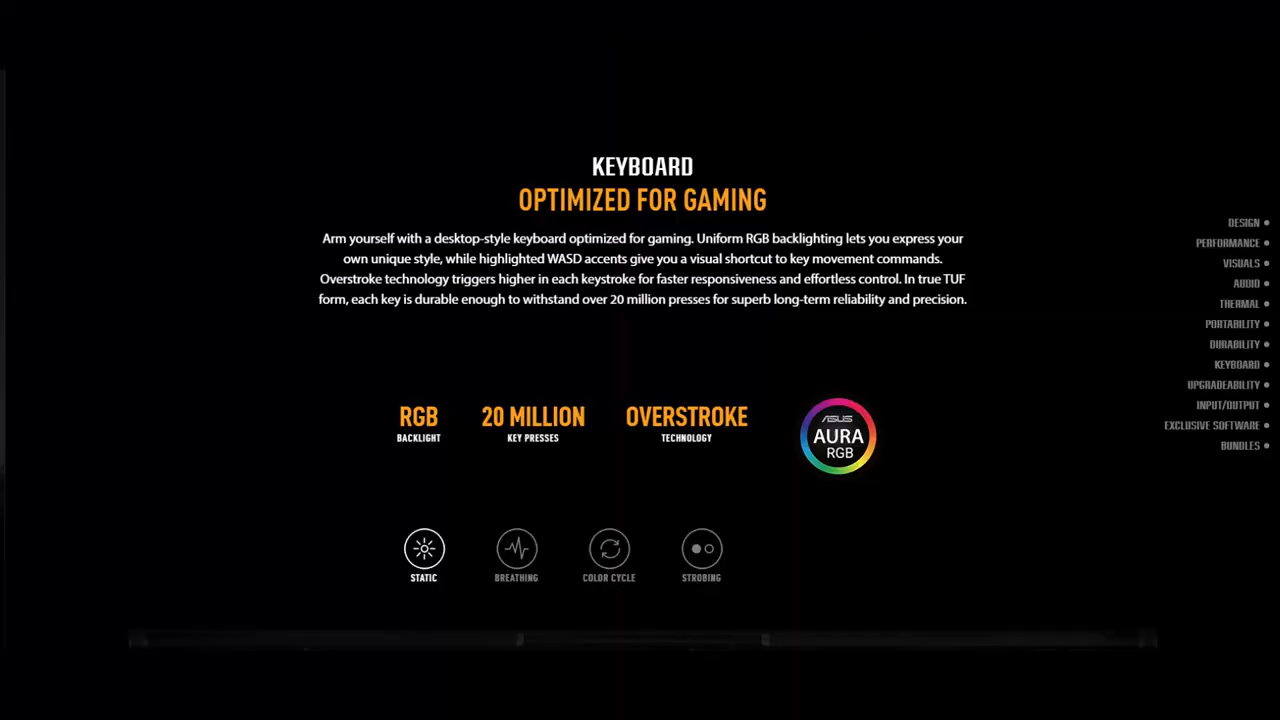 KEYBOARD
OPTIMIZED FOR GAMING
Arm yourself with a desktop-style keyboard optimized for gaming. Uniform RGB backlighting lets you express your
own unique style, while highlighted WASD accents give you a visual shortcut to key movement commands.
Overstroke technology triggers higher in each keystroke for faster responsiveness and effortless control. In true TUF
form, each key is durable enough to withstand over 20 million presses for superb long-term reliability and precision.
RGB
BACKLIGHT
20 MILLION
KEY PRESSES
OVERSTROKE
TECHNOLOGY
ASUS
AURA
RGB
STATIC
BREATHING
COLOR CYCLE
STROBING
DESIGN
PERFORMANCE
VISUALS
AUDIO
THERMAL
PORTABILITY
DURABILITY
KEYBOARD
UPGRADEABILITY
INPUT/OUTPUT
EXCLUSIVE SOFTWARE
BUNDLES